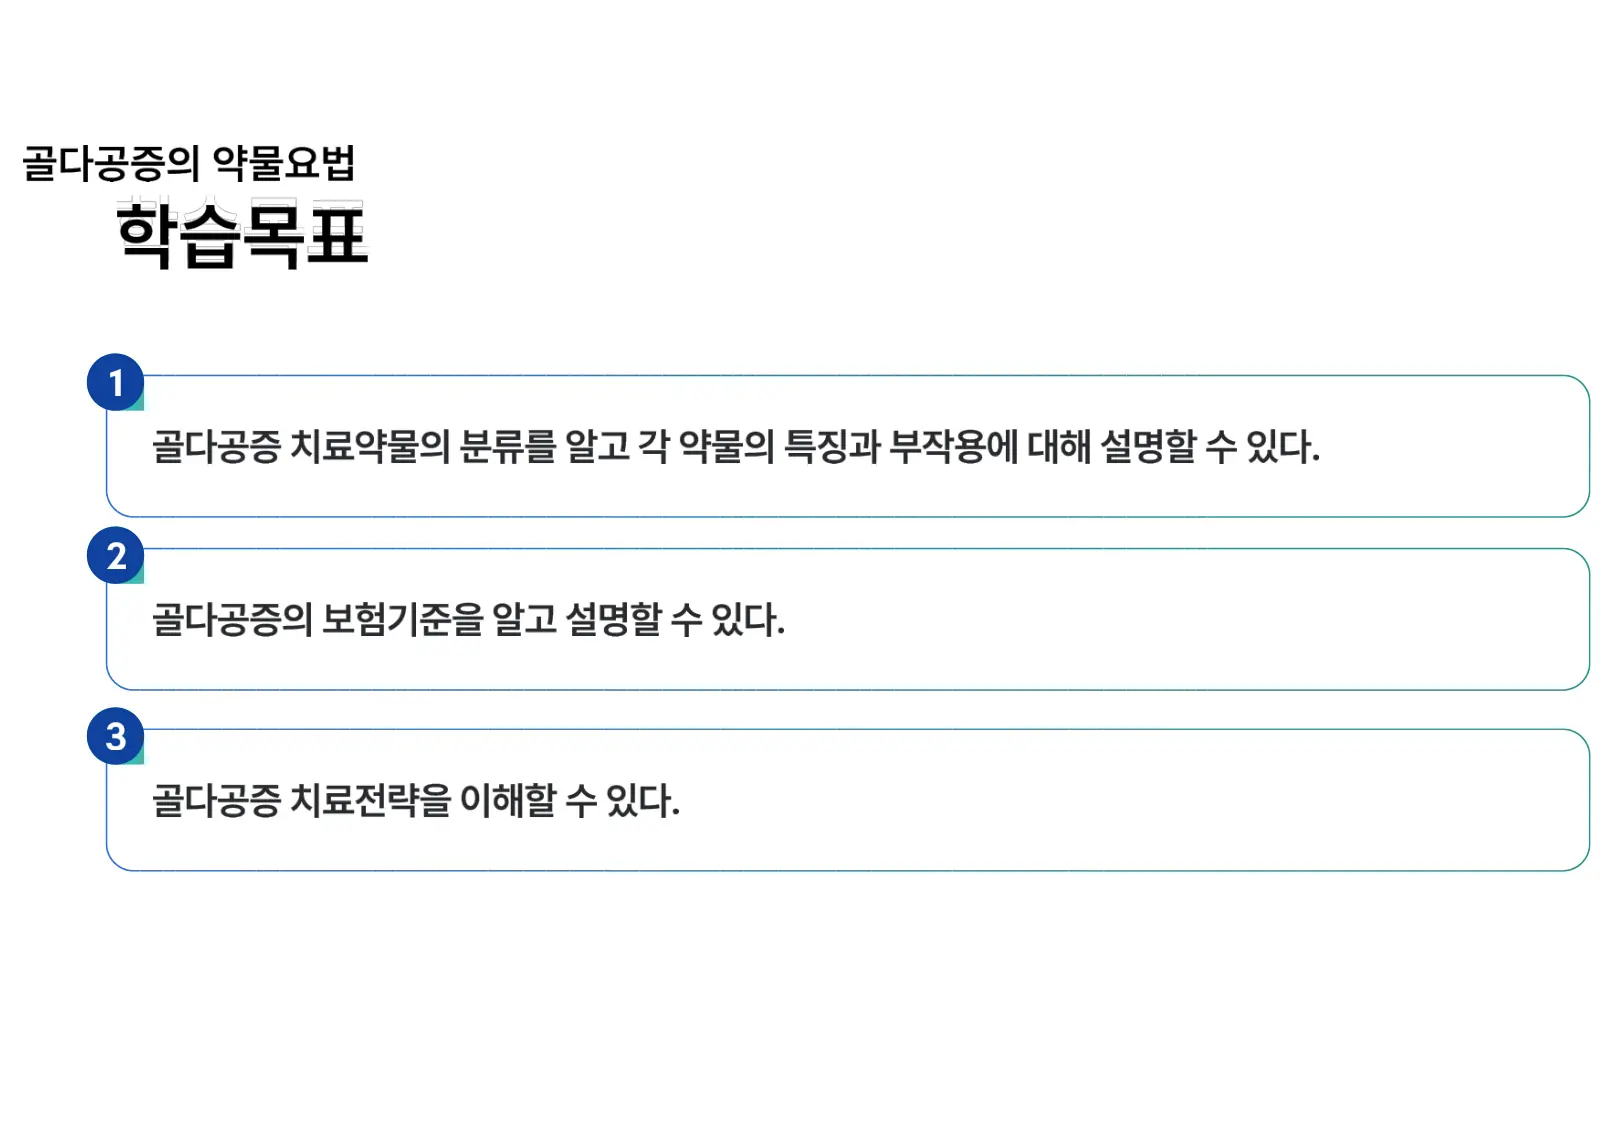 골다공증의 약물요법
학습목표
1
골다공증 치료약물의 분류를 알고 각 약물의 특징과 부작용에 대해 설명할 수 있다.
2
골다공증의 보험기준을 알고 설명할 수 있다.
3
골다공증 치료전략을 이해할 수 있다.